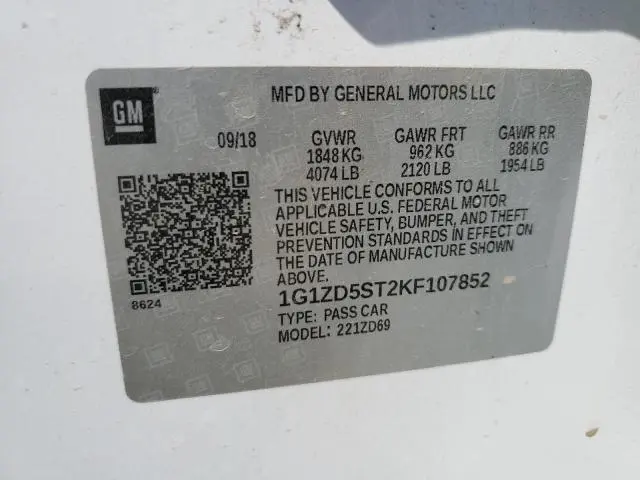 GM
MFD BY GENERAL MOTORS LLC
09/18 GVWR GAWR FRT GAWR RR
1848 KG 962 KG 886 KG
4074 LB 2120 LB 1954 LB
THIS VEHICLE CONFORMS TO ALL
APPLICABLE U.S. FEDERAL MOTOR
VEHICLE SAFETY, BUMPER, AND THEFT
PREVENTION STANDARDS IN EFFECT ON
THE DATE OF MANUFACTURE SHOWN
ABOVE.
8624
1G1ZD5ST2KF107852
TYPE: PASS CAR
MODEL: 221ZD69